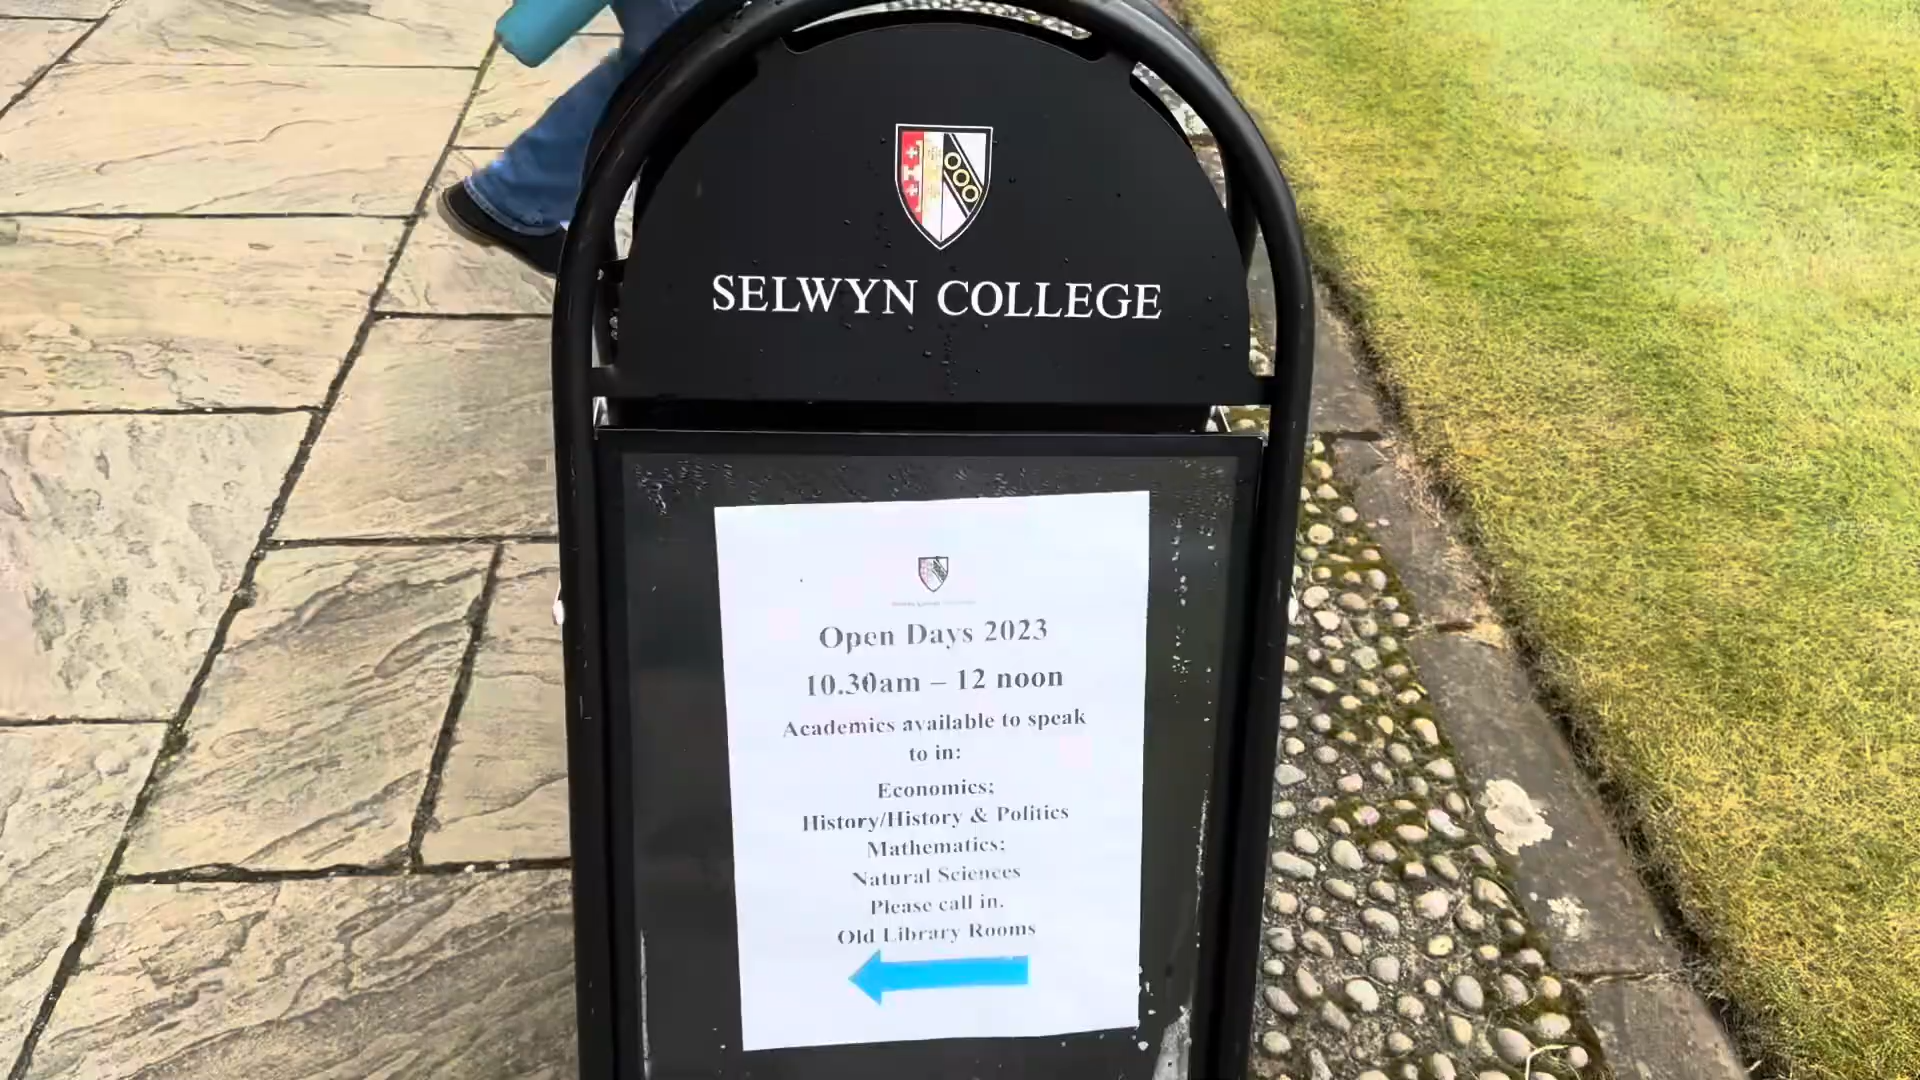 SELWYN COLLEGE
Open Days 2023
10.30am – 12 noon
Academics available to speak
to in:
Economics;
History/History & Politics
Mathematics;
Natural Sciences
Please call in.
Old Library Rooms